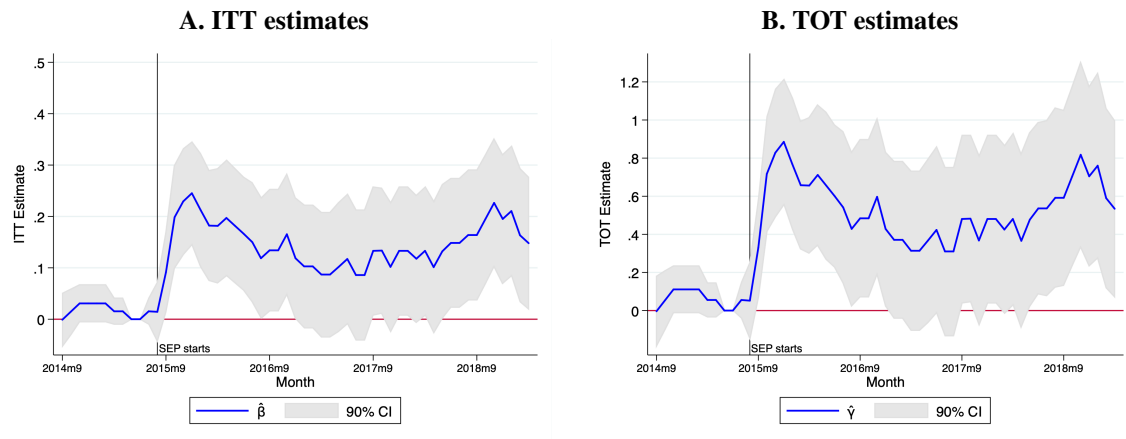 A. ITT estimates
ITT Estimate
.5
.4
.3
.2
.1
0
SEP starts
2014m9 2015m9 2016m9 2017m9 2018m9
Month
β̂ 90% CI
B. TOT estimates
TOT Estimate
1.2
1
.8
.6
.4
.2
0
SEP starts
2014m9 2015m9 2016m9 2017m9 2018m9
Month
γ̂ 90% CI